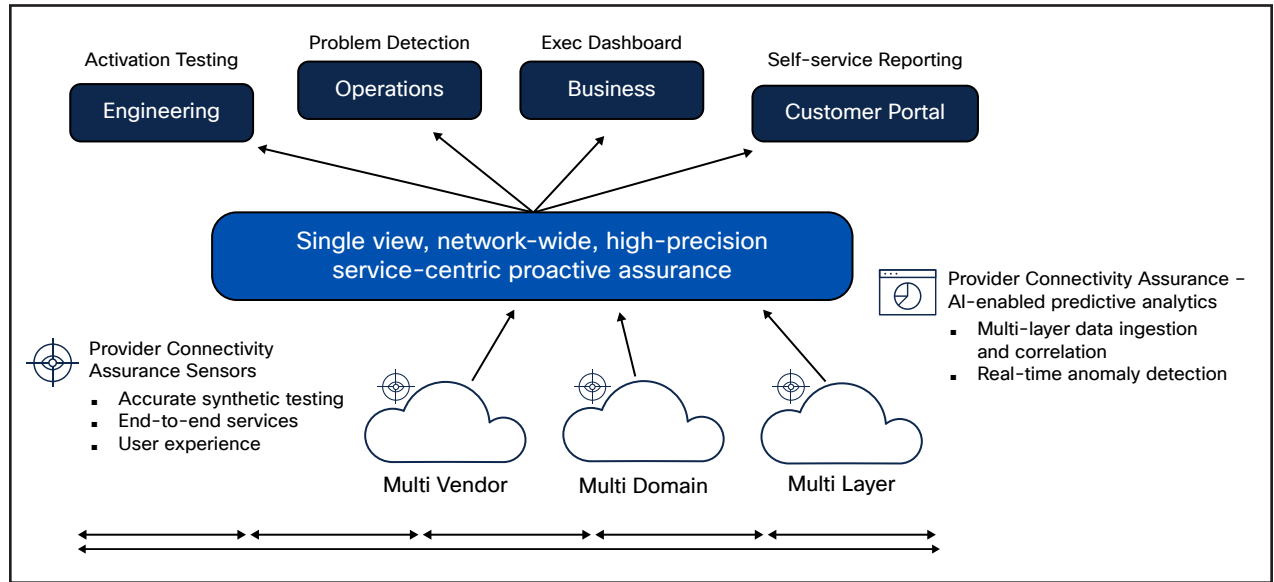 Activation Testing
Engineering
Problem Detection
Operations
Exec Dashboard
Business
Self-service Reporting
Customer Portal
Single view, network-wide, high-precision
service-centric proactive assurance
Provider Connectivity Assurance –
AI-enabled predictive analytics
▪ Multi-layer data ingestion
and correlation
▪ Real-time anomaly detection
Provider Connectivity
Assurance Sensors
▪ Accurate synthetic testing
▪ End-to-end services
▪ User experience
Multi Vendor
Multi Domain
Multi Layer